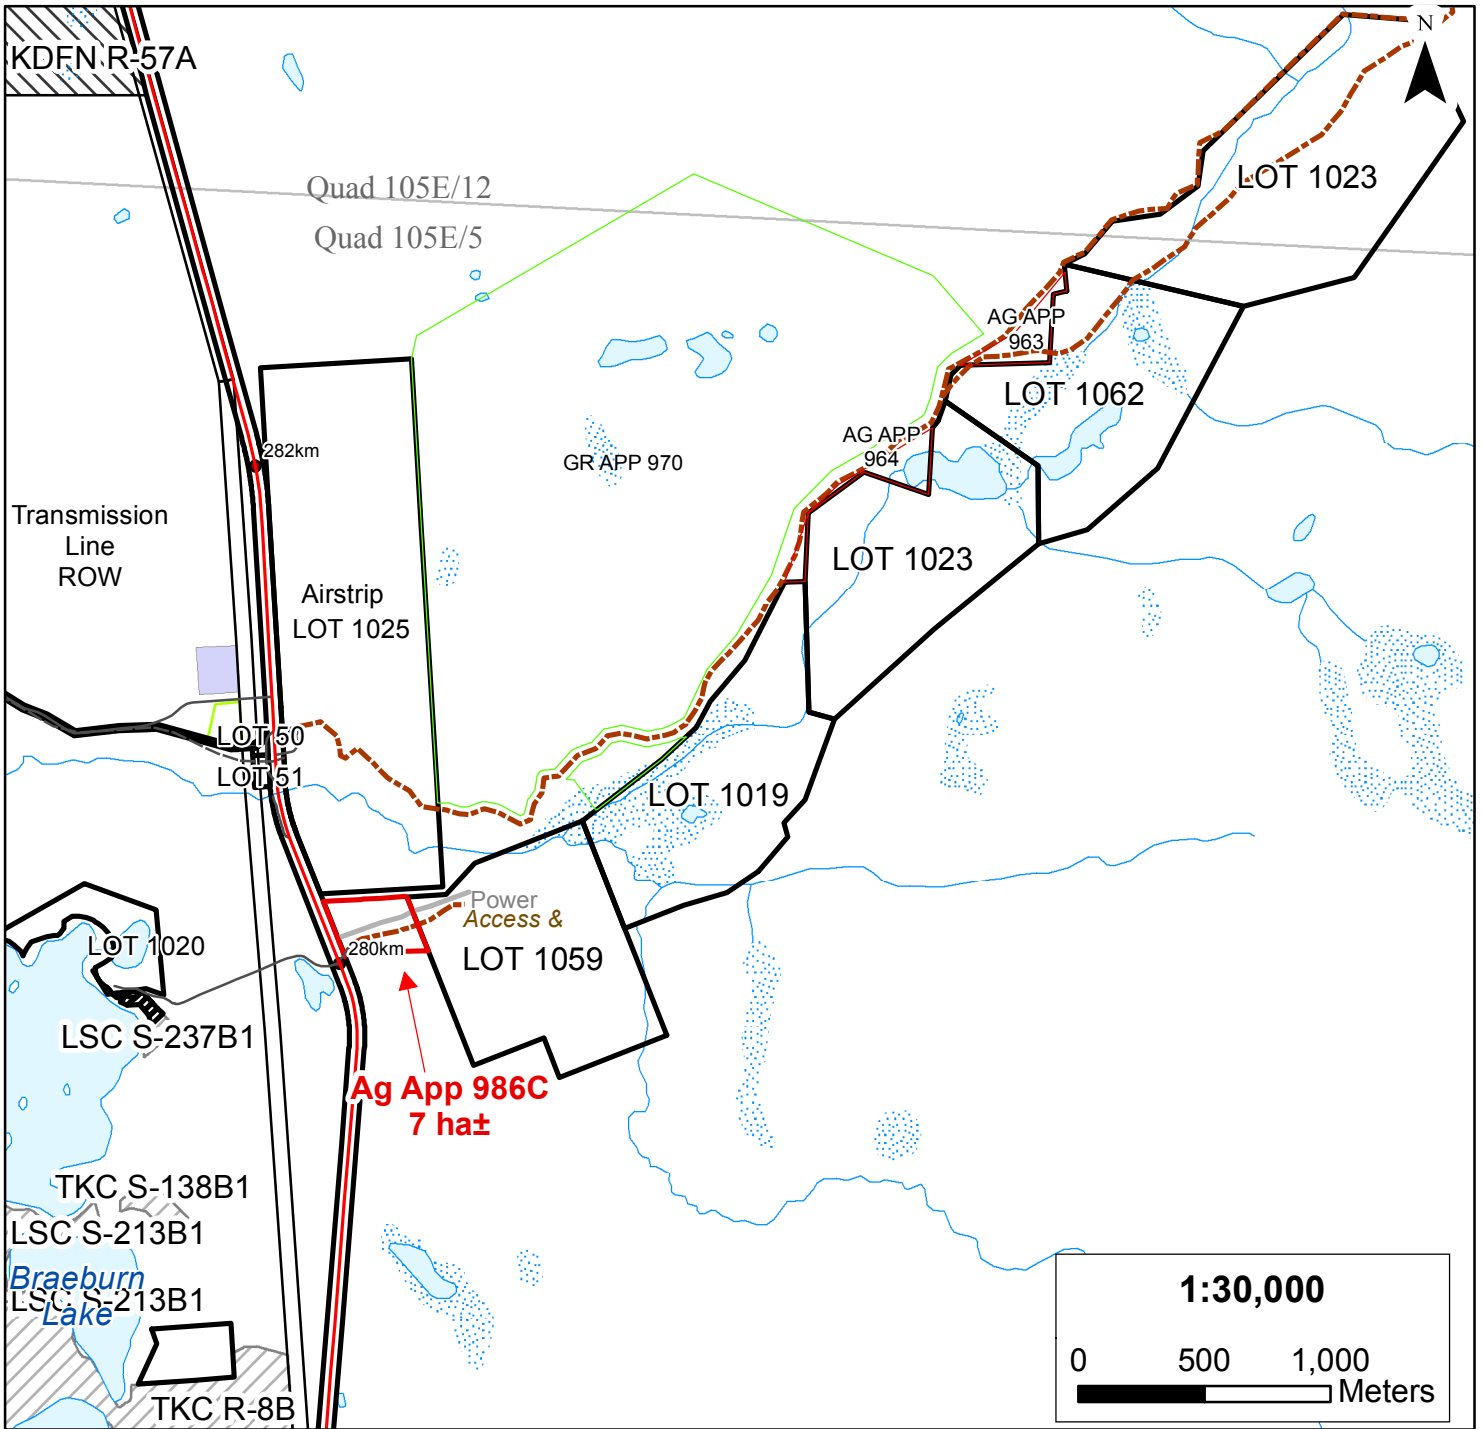 KDFN R-57A
N
Quad 105E/12
Quad 105E/5
LOT 1023
AG APP
963
LOT 1062
282km
AG APP
964
GR APP 970
Transmission
Line
ROW
LOT 1023
Airstrip
LOT 1025
LOT 50
LOT 51
LOT 1019
Power
Access &
LOT 1020
280km
LOT 1059
LSC S-237B1
Ag App 986C
7 ha±
TKC S-138B1
LSC S-213B1
Braeburn
LSC S-213B1
Lake
TKC R-8B
1:30,000
0 500 1,000
Meters